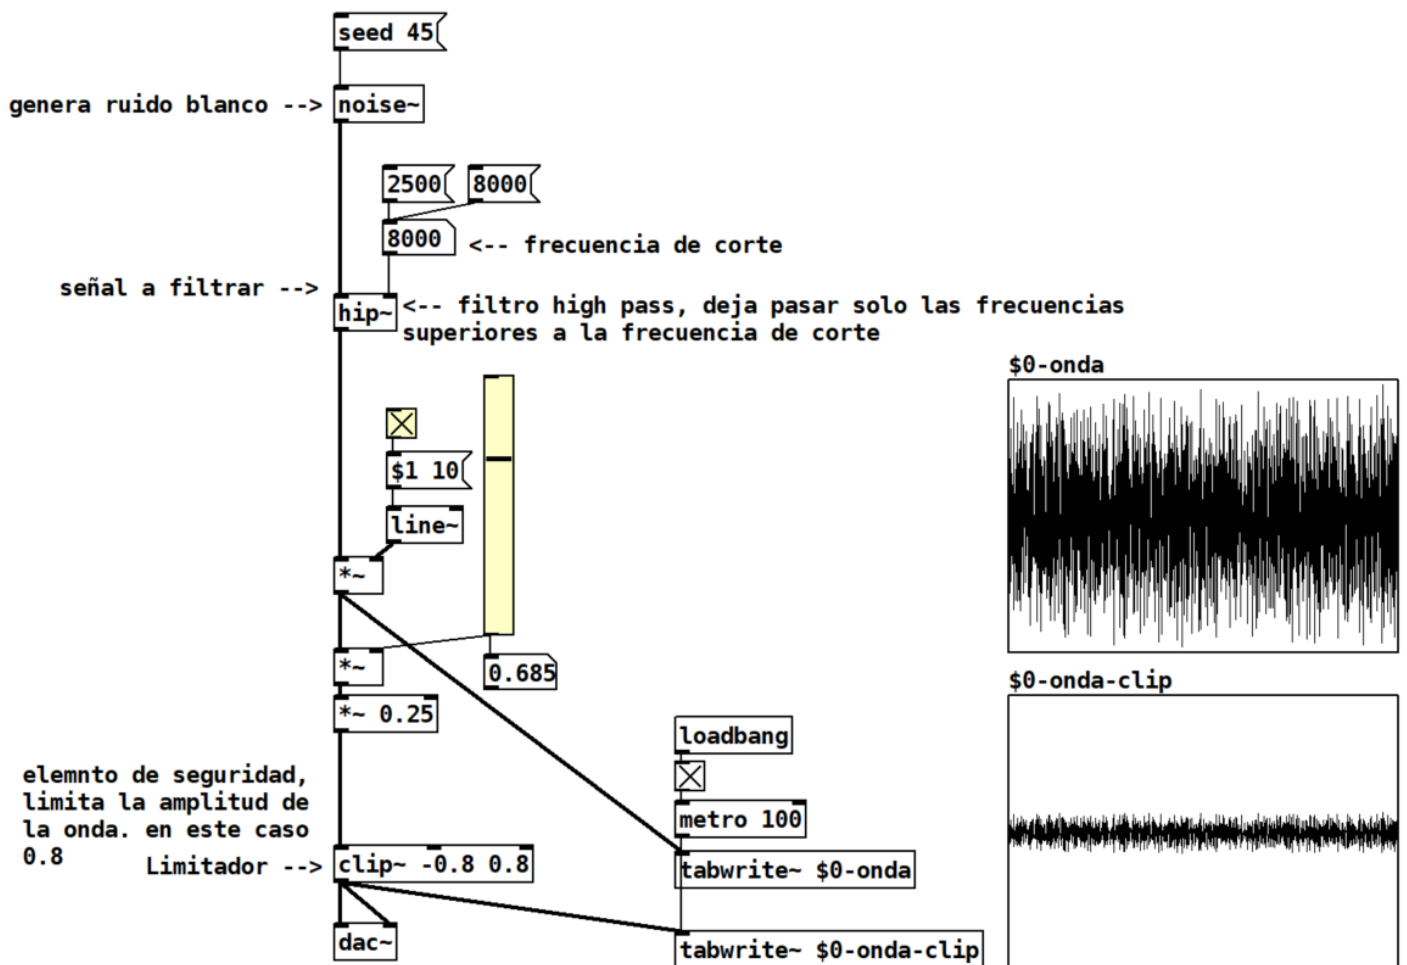 seed 45
genera ruido blanco -->
noise~
2500
8000
8000
<-- frecuencia de corte
señal a filtrar -->
hip~
<-- filtro high pass, deja pasar solo las frecuencias
superiores a la frecuencia de corte
$1 10
line~
*~
*~
0.685
*~ 0.25
elemnto de seguridad,
limita la amplitud de
la onda. en este caso
0.8
Limitador -->
clip~ -0.8 0.8
dac~
loadbang
metro 100
tabwrite~ $0-onda
tabwrite~ $0-onda-clip
$0-onda
$0-onda-clip